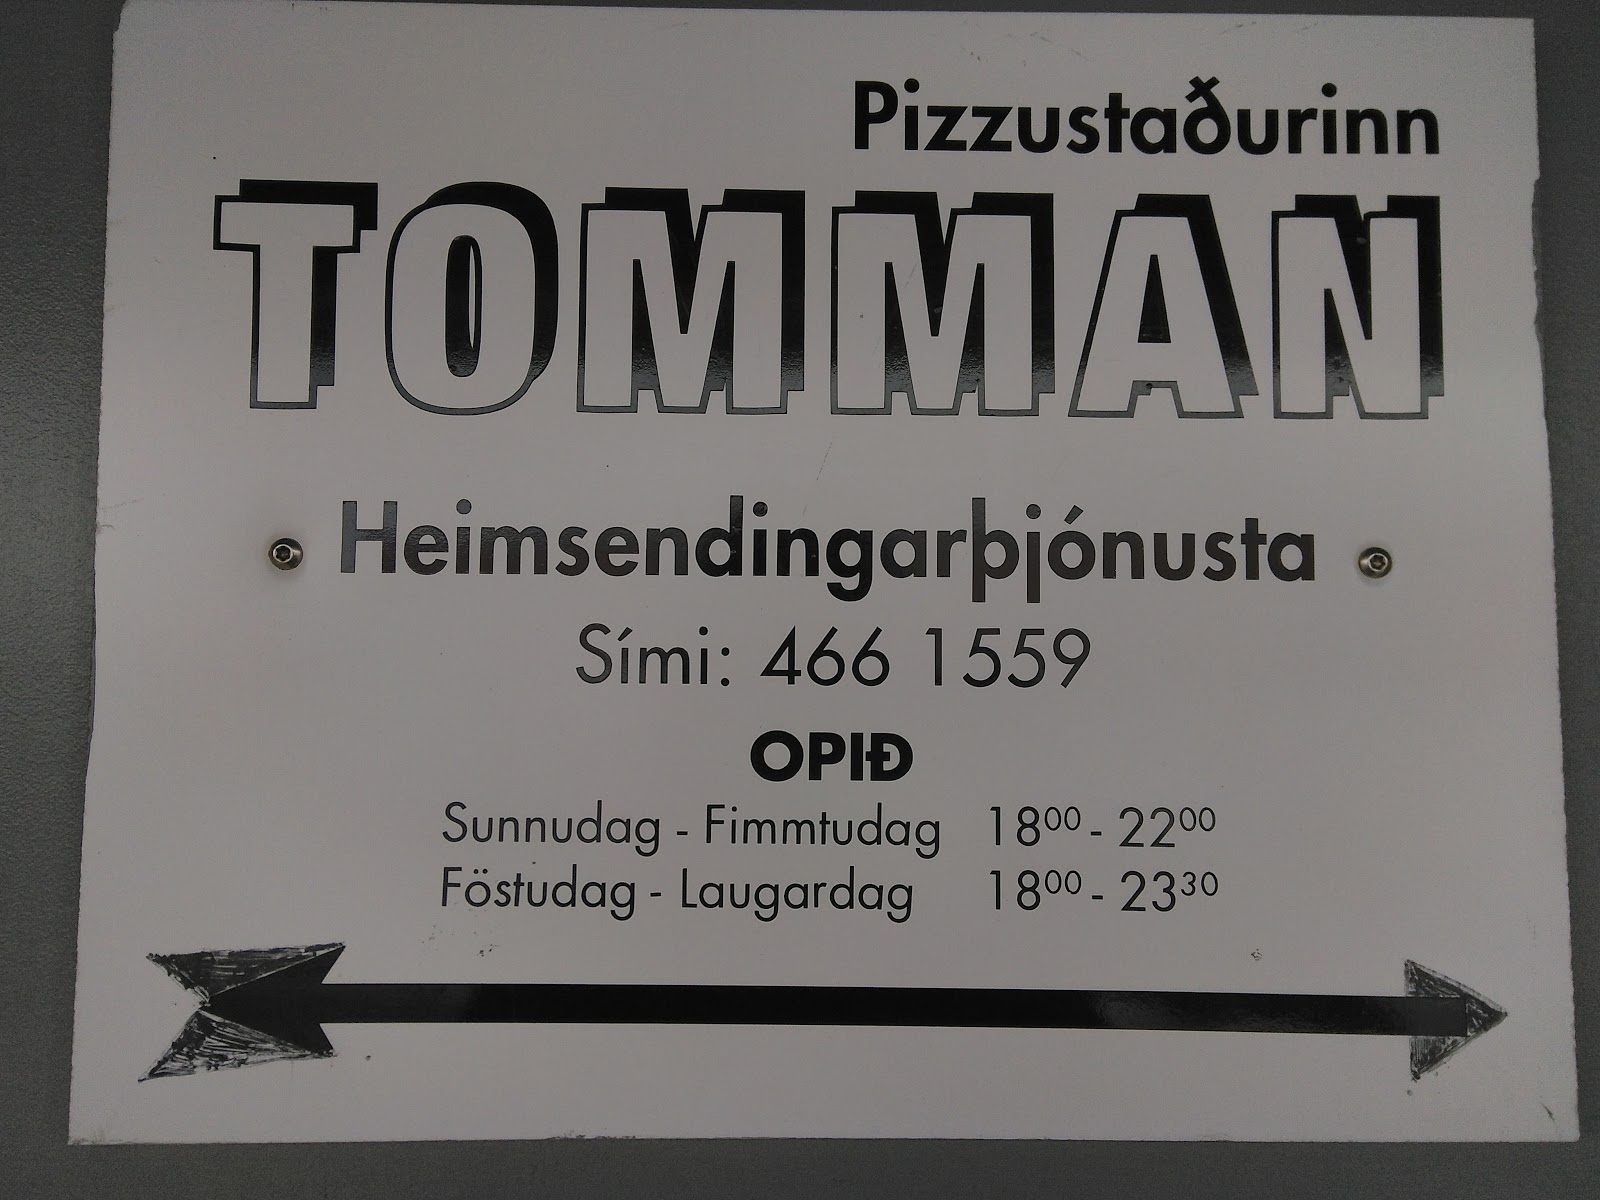 Pizzustaðurinn
TOMMAN
Heimsendingarþjónusta
Sími: 466 1559
OPIÐ
Sunnudag - Fimmtudag 18⁰⁰ - 22⁰⁰
Föstudag - Laugardag 18⁰⁰ - 23³⁰